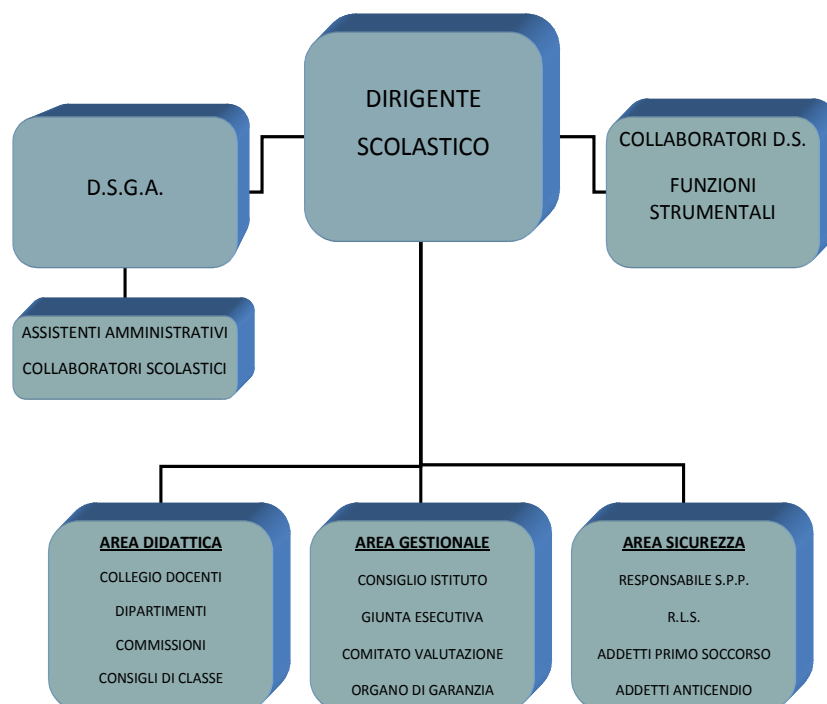 DIRIGENTE
SCOLASTICO
D.S.G.A.
COLLABORATORI D.S.
FUNZIONI
STRUMENTALI
ASSISTENTI AMMINISTRATIVI
COLLABORATORI SCOLASTICI
AREA DIDATTICA
COLLEGIO DOCENTI
DIPARTIMENTI
COMMISSIONI
CONSIGLI DI CLASSE
AREA GESTIONALE
CONSIGLIO ISTITUTO
GIUNTA ESECUTIVA
COMITATO VALUTAZIONE
ORGANO DI GARANZIA
AREA SICUREZZA
RESPONSABILE S.P.P.
R.L.S.
ADDETTI PRIMO SOCCORSO
ADDETTI ANTICENDIO